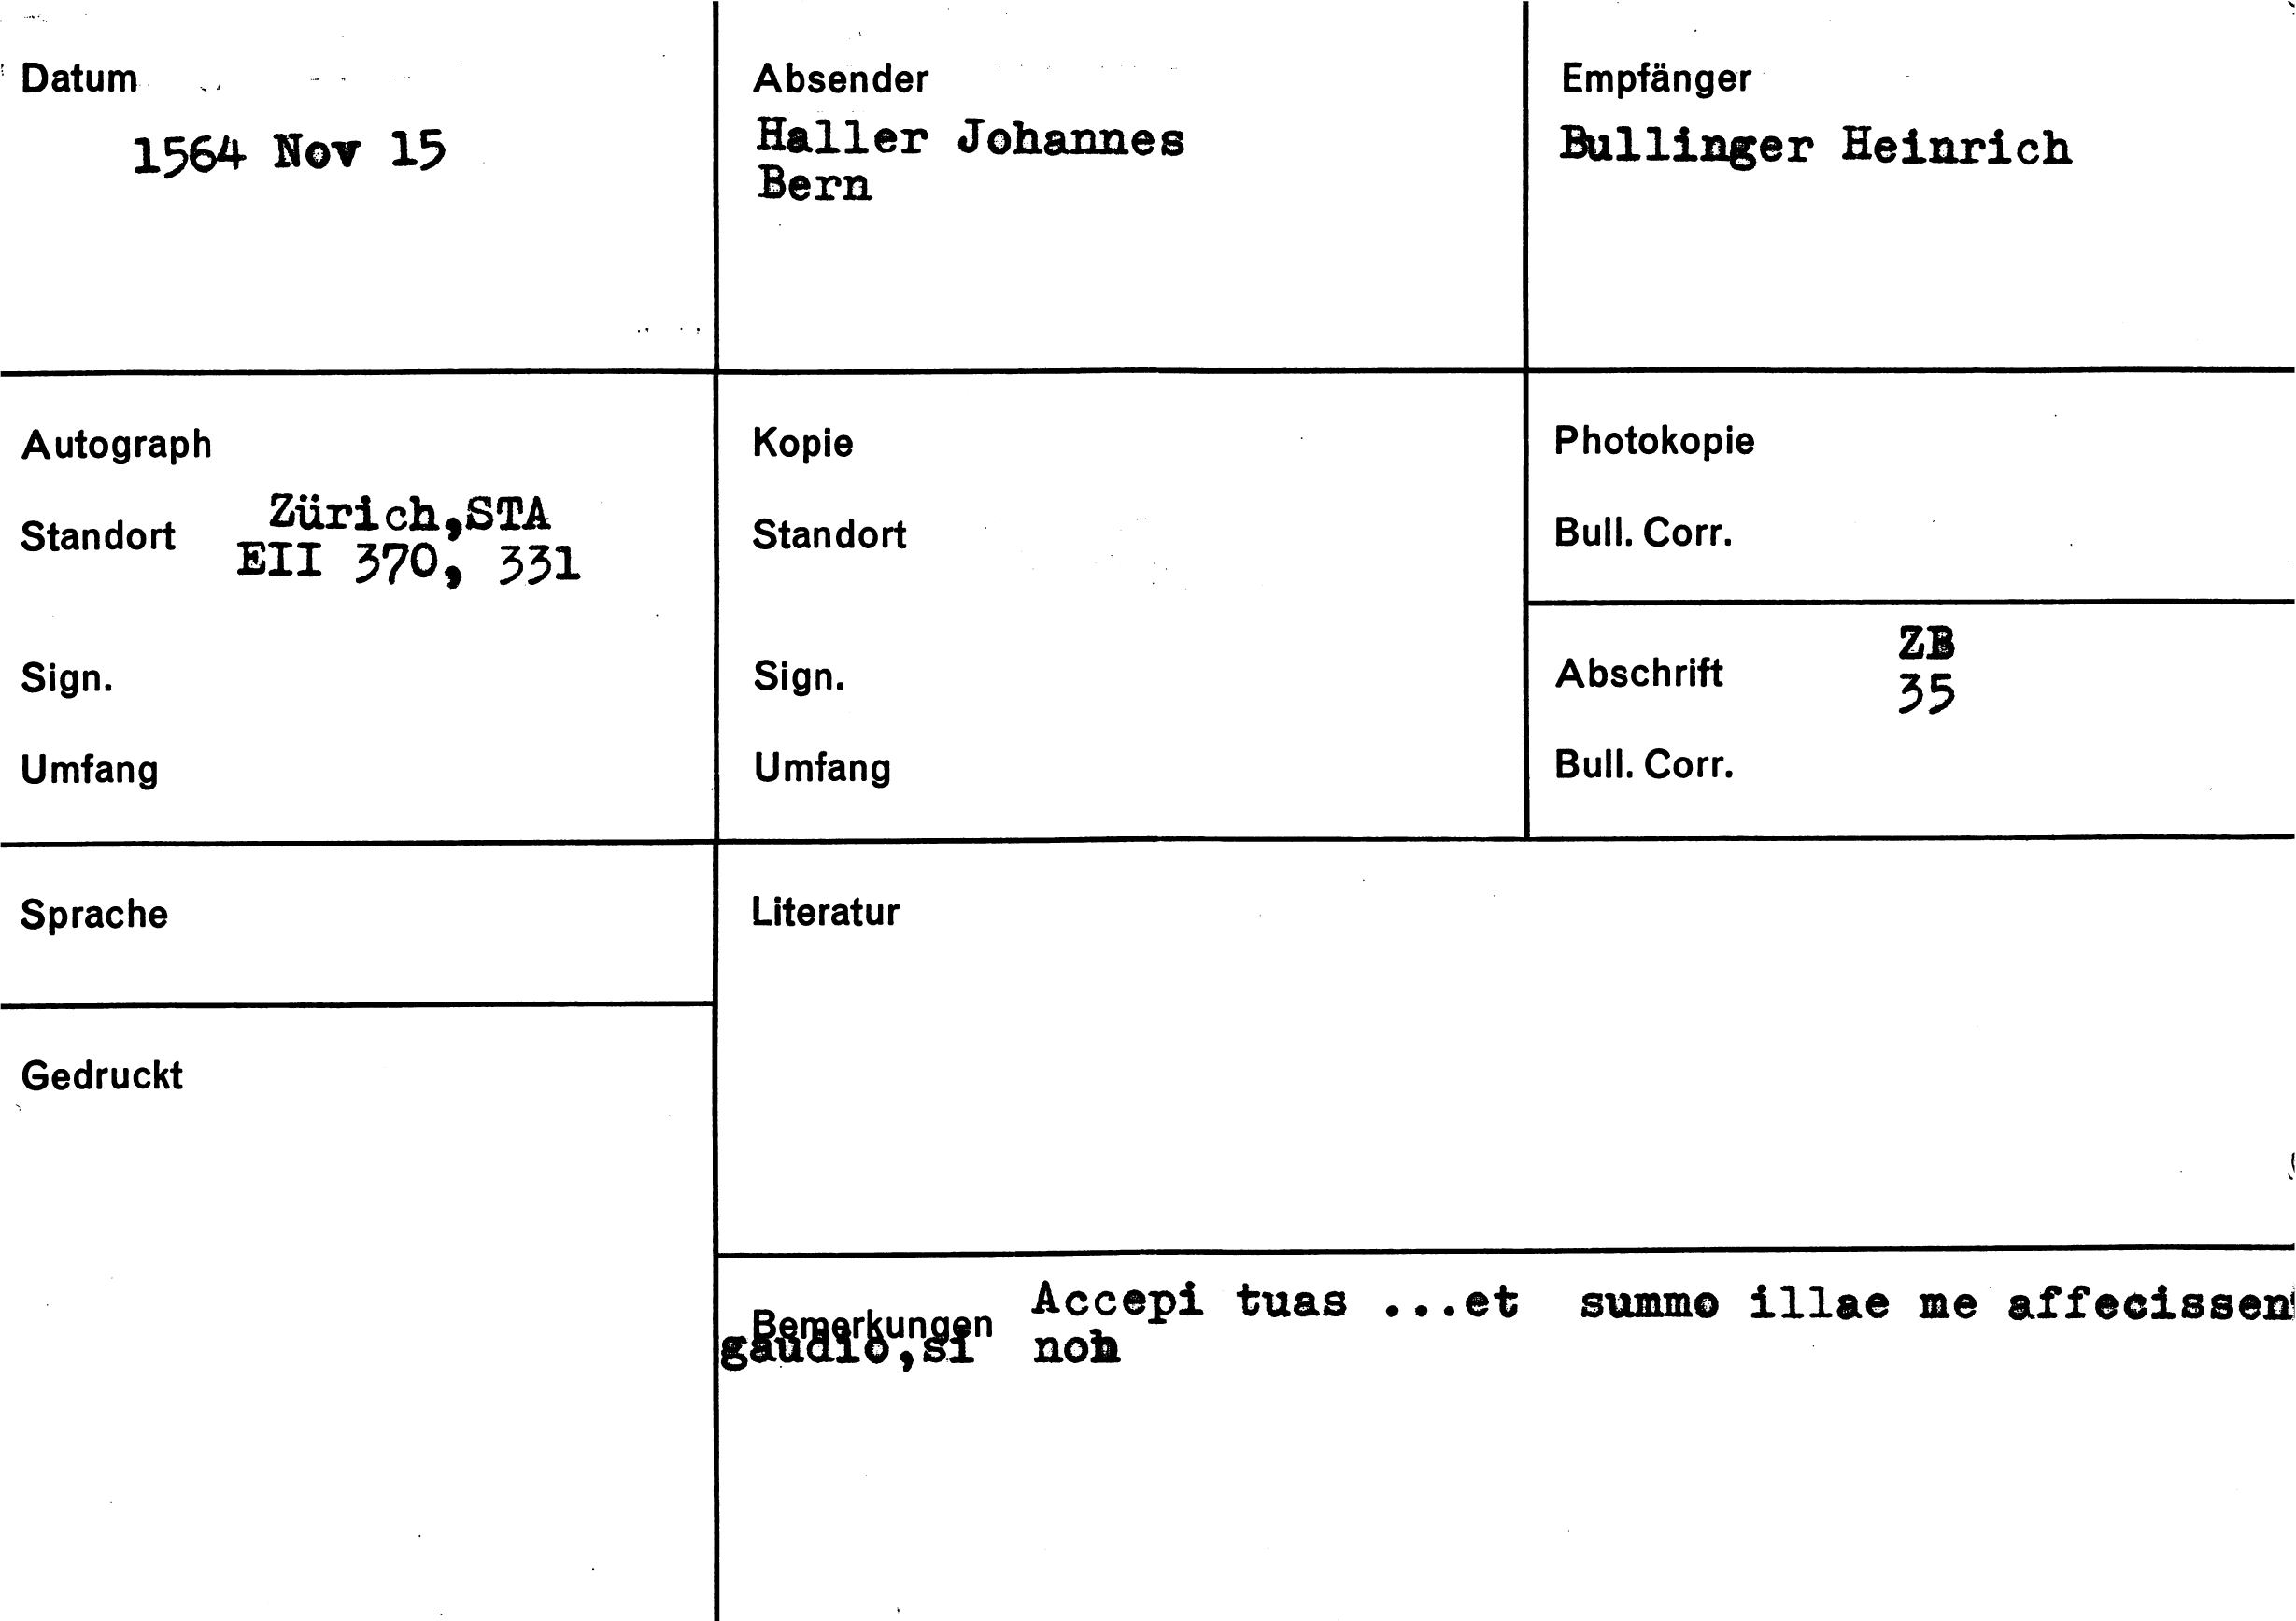 Datum
1564 Nov 15
Absender
Haller Johannes
Bern
Empfänger
Bullinger Heinrich
Autograph
Standort Zürich,STA
EII 370, 331
Sign.
Umfang
Kopie
Standort
Sign.
Umfang
Photokopie
Bull. Corr.
Abschrift ZB
35
Bull. Corr.
Sprache
Gedruckt
Literatur
Bemerkungen Accepi tuas ...et summo illae me affecissen
gaudio,si non